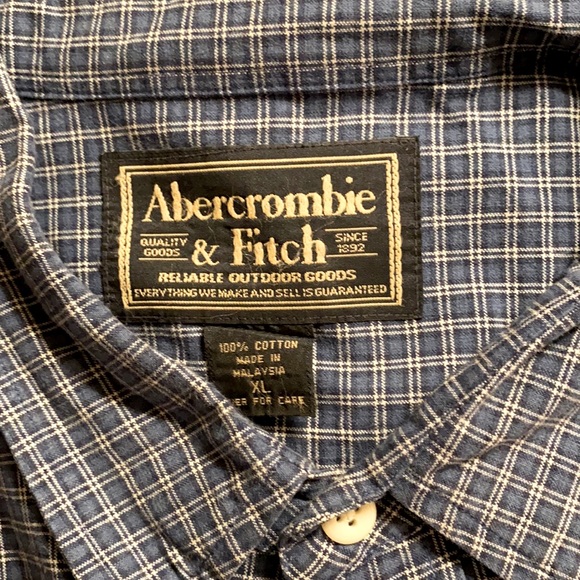 Abercrombie
QUALITY GOODS & Fitch SINCE 1892
RELIABLE OUTDOOR GOODS
EVERYTHING WE MAKE AND SELL IS GUARANTEED
100% COTTON
MADE IN
MALAYSIA
XL
FOR CARE